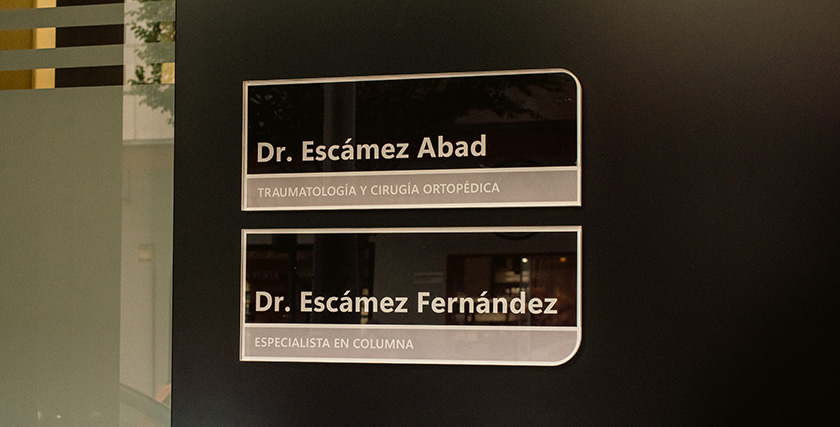 Dr. Escámez Abad
TRAUMATOLOGÍA Y CIRUGÍA ORTOPÉDICA
Dr. Escámez Fernández
ESPECIALISTA EN COLUMNA